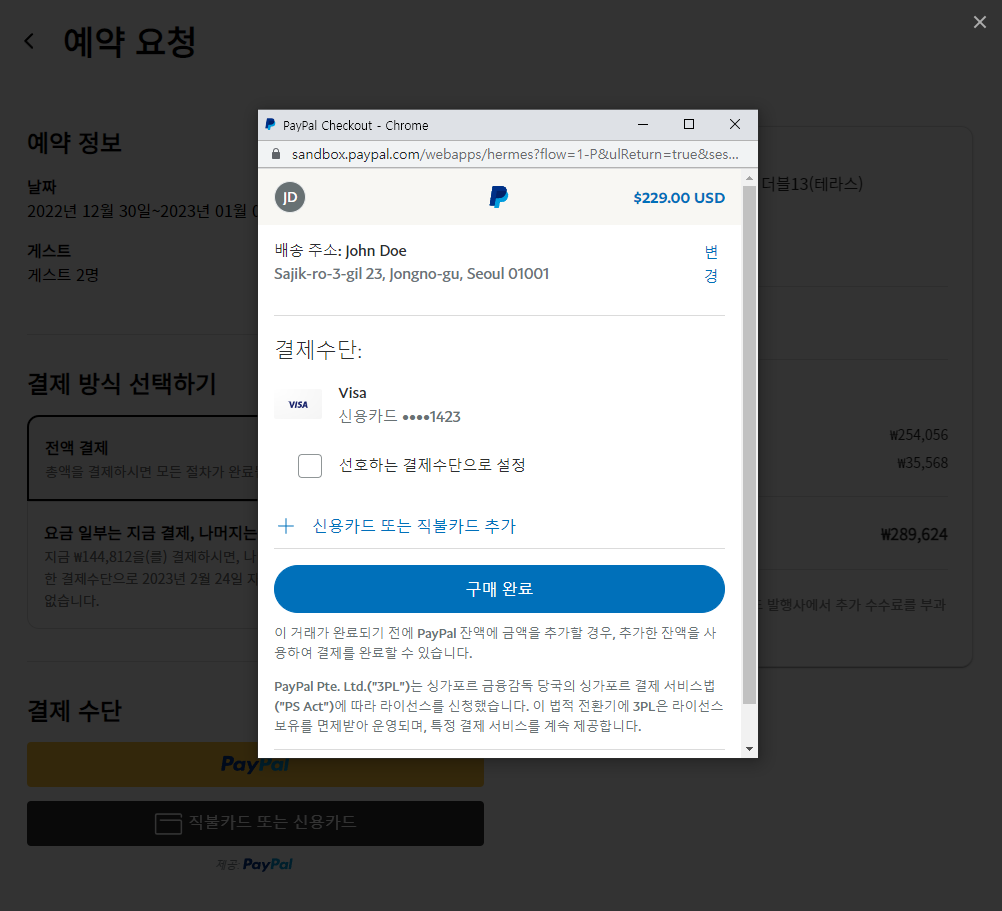 예약 요청
예약 정보
날짜
2022년 12월 30일~2023년 01월
게스트
게스트 2명
결제 방식 선택하기
전액 결제
총액을 결제하시면 모든 절차가
요금 일부는 지금 결제, 나머지는
지금 ₩144,812을(를) 결제하시면,
한 결제수단으로 2023년 2월 24일
없습니다.
결제 수단
PayPal
직불카드 또는 신용카드
제공: PayPal
PayPal Checkout - Chrome
sandbox.paypal.com/webapps/hermes?flow=1-P&ulReturn=true&ses...
JD
$229.00 USD
배송 주소: John Doe
Sajik-ro-3-gil 23, Jongno-gu, Seoul 01001
변
경
결제수단:
VISA
Visa
신용카드 ••••1423
선호하는 결제수단으로 설정
+ 신용카드 또는 직불카드 추가
구매 완료
이 거래가 완료되기 전에 PayPal 잔액에 금액을 추가할 경우, 추가한 잔액을 사
용하여 결제를 완료할 수 있습니다.
PayPal Pte. Ltd.("3PL")는 싱가포르 금융감독 당국의 싱가포르 결제 서비스법
("PS Act")에 따라 라이선스를 신청했습니다. 이 법적 전환기에 3PL은 라이선스
보유를 면제받아 운영되며, 특정 결제 서비스를 계속 제공합니다.
더블13(테라스)
₩254,056
₩35,568
₩289,624
발행사에서 추가 수수료를 부과